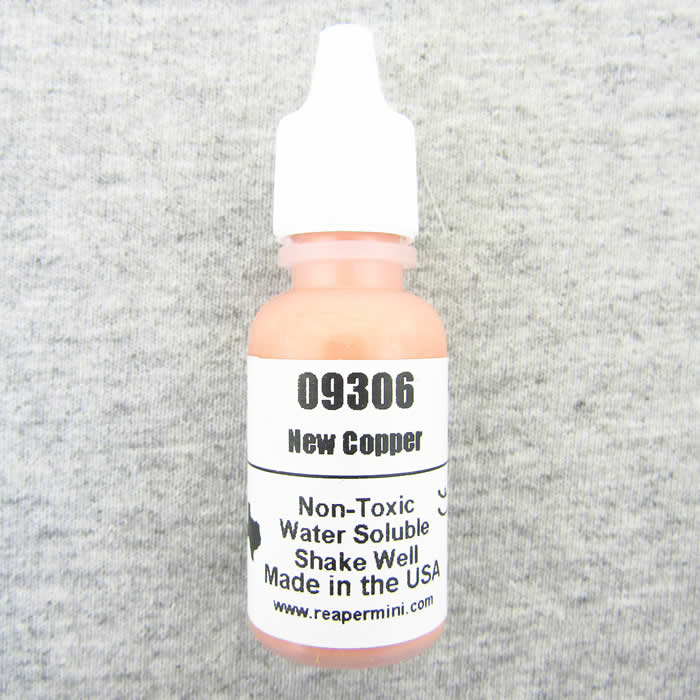 09306
New Copper
Non-Toxic
Water Soluble
Shake Well
Made in the USA
www.reapermini.com